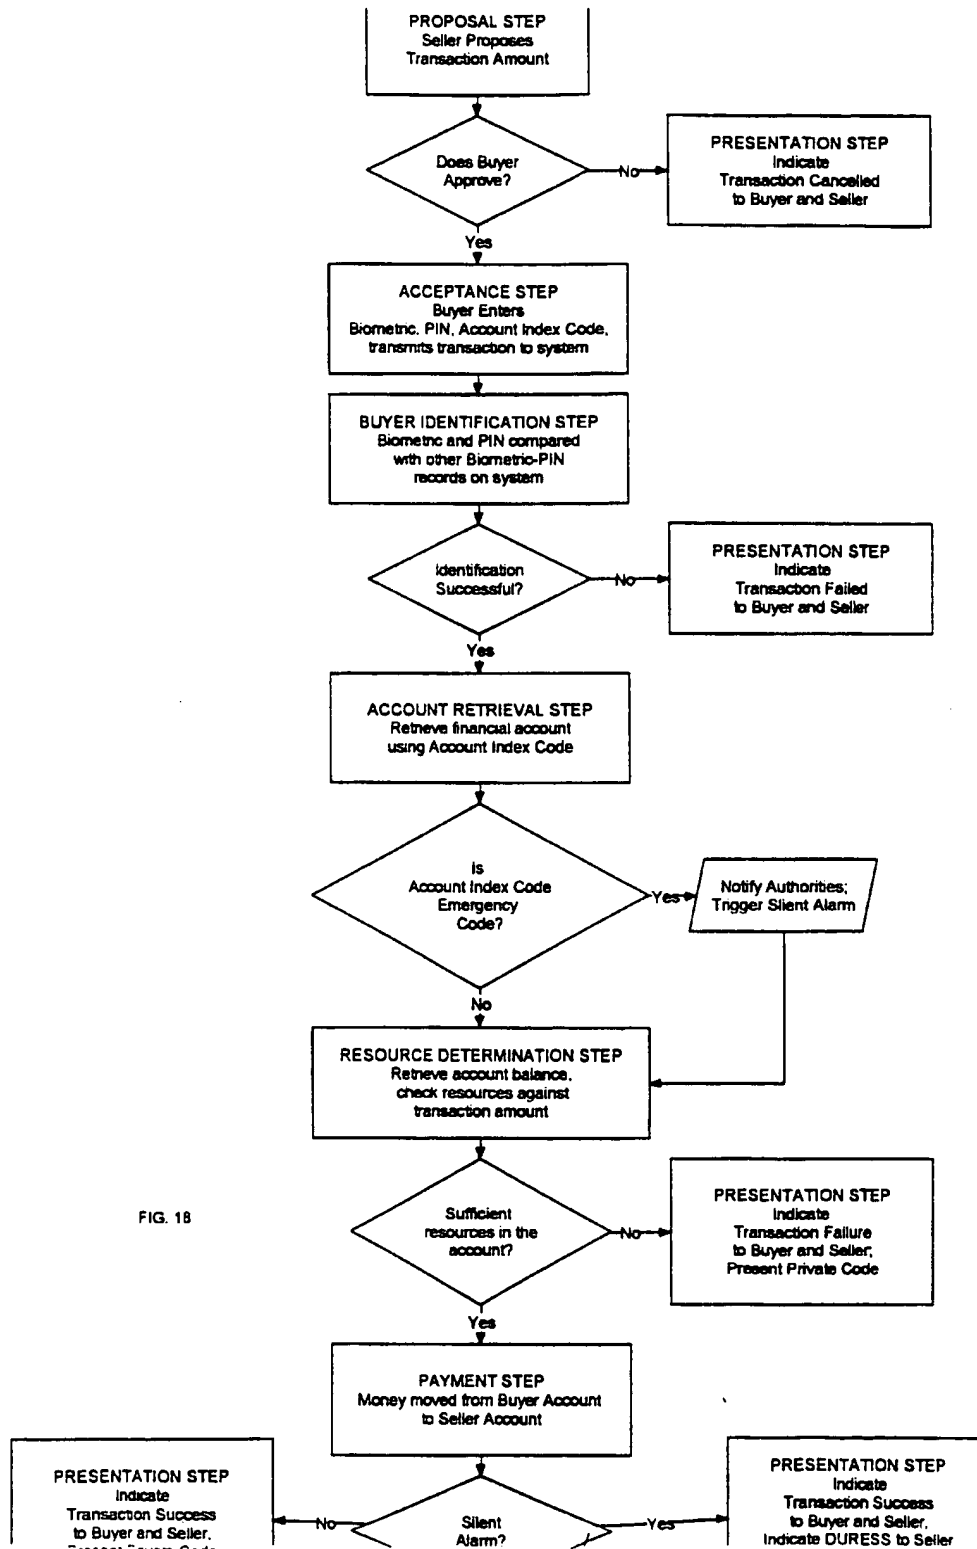 PROPOSAL STEP
Seller Proposes
Transaction Amount
Does Buyer
Approve?
No
PRESENTATION STEP
Indicate
Transaction Cancelled
to Buyer and Seller
Yes
ACCEPTANCE STEP
Buyer Enters
Biometric, PIN, Account Index Code,
transmits transaction to system
BUYER IDENTIFICATION STEP
Biometric and PIN compared
with other Biometric-PIN
records on system
Identification
Successful?
No
PRESENTATION STEP
Indicate
Transaction Failed
to Buyer and Seller
Yes
ACCOUNT RETRIEVAL STEP
Retrieve financial account
using Account Index Code
Is
Account Index Code
Emergency
Code?
Yes
Notify Authorities;
Trigger Silent Alarm
No
RESOURCE DETERMINATION STEP
Retrieve account balance,
check resources against
transaction amount
FIG. 18
Sufficient
resources in the
account?
No
PRESENTATION STEP
Indicate
Transaction Failure
to Buyer and Seller;
Present Private Code
Yes
PAYMENT STEP
Money moved from Buyer Account
to Seller Account
PRESENTATION STEP
Indicate
Transaction Success
to Buyer and Seller,
No
Silent
Alarm?
Yes
PRESENTATION STEP
Indicate
Transaction Success
to Buyer and Seller,
Indicate DURESS to Seller